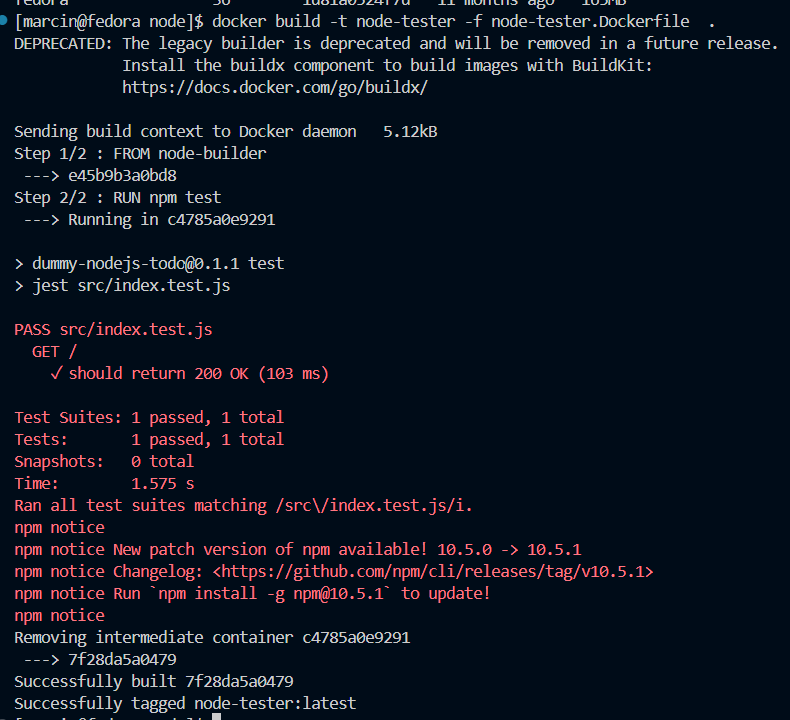 [marcin@fedora node]$ docker build -t node-tester -f node-tester.Dockerfile  .
DEPRECATED: The legacy builder is deprecated and will be removed in a future release.
            Install the buildx component to build images with BuildKit:
            https://docs.docker.com/go/buildx/

Sending build context to Docker daemon   5.12kB
Step 1/2 : FROM node-builder
 ---> e45b9b3a0bd8
Step 2/2 : RUN npm test
 ---> Running in c4785a0e9291

> dummy-nodejs-todo@0.1.1 test
> jest src/index.test.js

PASS src/index.test.js
  GET /
    ✓ should return 200 OK (103 ms)

Test Suites: 1 passed, 1 total
Tests:       1 passed, 1 total
Snapshots:   0 total
Time:        1.575 s
Ran all test suites matching /src\/index.test.js/i.
npm notice
npm notice New patch version of npm available! 10.5.0 -> 10.5.1
npm notice Changelog: <https://github.com/npm/cli/releases/tag/v10.5.1>
npm notice Run `npm install -g npm@10.5.1` to update!
npm notice
Removing intermediate container c4785a0e9291
 ---> 7f28da5a0479
Successfully built 7f28da5a0479
Successfully tagged node-tester:latest